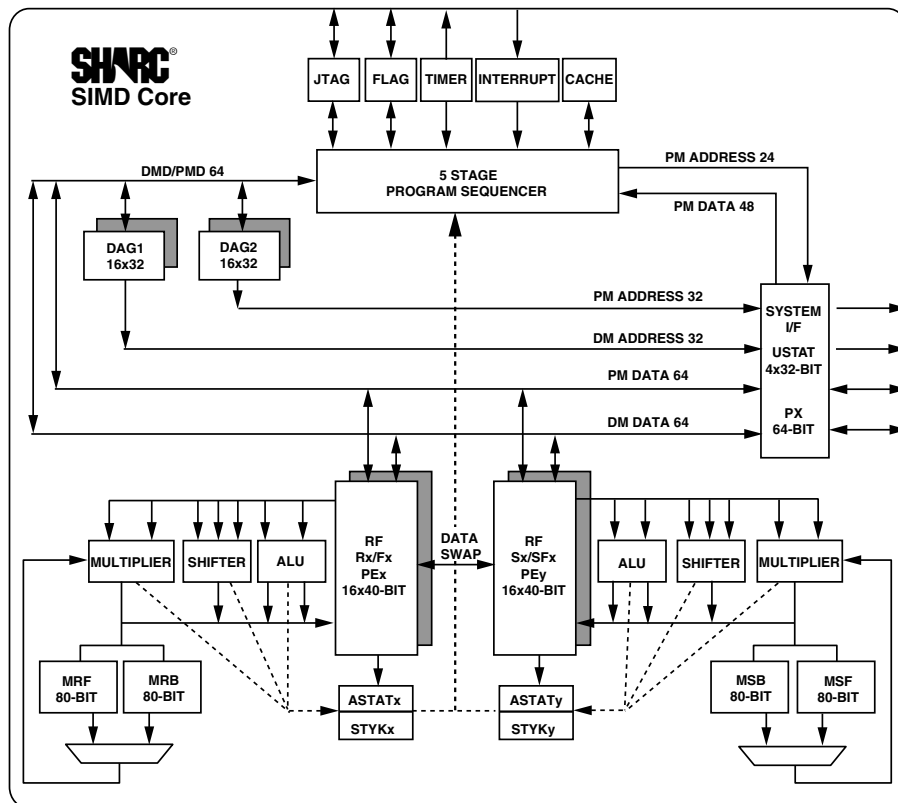 SHARC®
SIMD Core
JTAG
FLAG
TIMER
INTERRUPT
CACHE
5 STAGE
PROGRAM SEQUENCER
PM ADDRESS 24
PM DATA 48
DMD/PMD 64
DAG1
16x32
DAG2
16x32
PM ADDRESS 32
DM ADDRESS 32
PM DATA 64
DM DATA 64
SYSTEM
I/F
USTAT
4x32-BIT
PX
64-BIT
MULTIPLIER
SHIFTER
ALU
RF
Rx/Fx
PEx
16x40-BIT
DATA
SWAP
RF
Sx/SFx
PEy
16x40-BIT
ALU
SHIFTER
MULTIPLIER
MRF
80-BIT
MRB
80-BIT
ASTATx
STYKx
ASTATy
STYKy
MSB
80-BIT
MSF
80-BIT